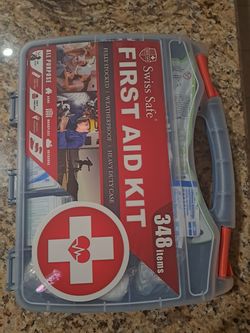 Swiss Safe
FIRST AID KIT
FULLY STOCKED • WEATHERPROOF • HEAVY DUTY CASE
348 Items
ALL PURPOSE